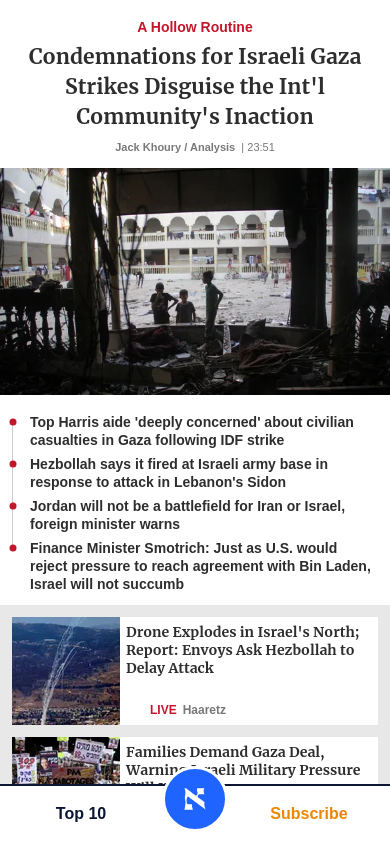 A Hollow Routine
Condemnations for Israeli Gaza
Strikes Disguise the Int'l
Community's Inaction
Jack Khoury / Analysis | 23:51
Top Harris aide 'deeply concerned' about civilian
casualties in Gaza following IDF strike
Hezbollah says it fired at Israeli army base in
response to attack in Lebanon's Sidon
Jordan will not be a battlefield for Iran or Israel,
foreign minister warns
Finance Minister Smotrich: Just as U.S. would
reject pressure to reach agreement with Bin Laden,
Israel will not succumb
Drone Explodes in Israel's North;
Report: Envoys Ask Hezbollah to
Delay Attack
LIVE Haaretz
PM
SABOTAGES
Families Demand Gaza Deal,
Military Pressure
Top 10
Subscribe